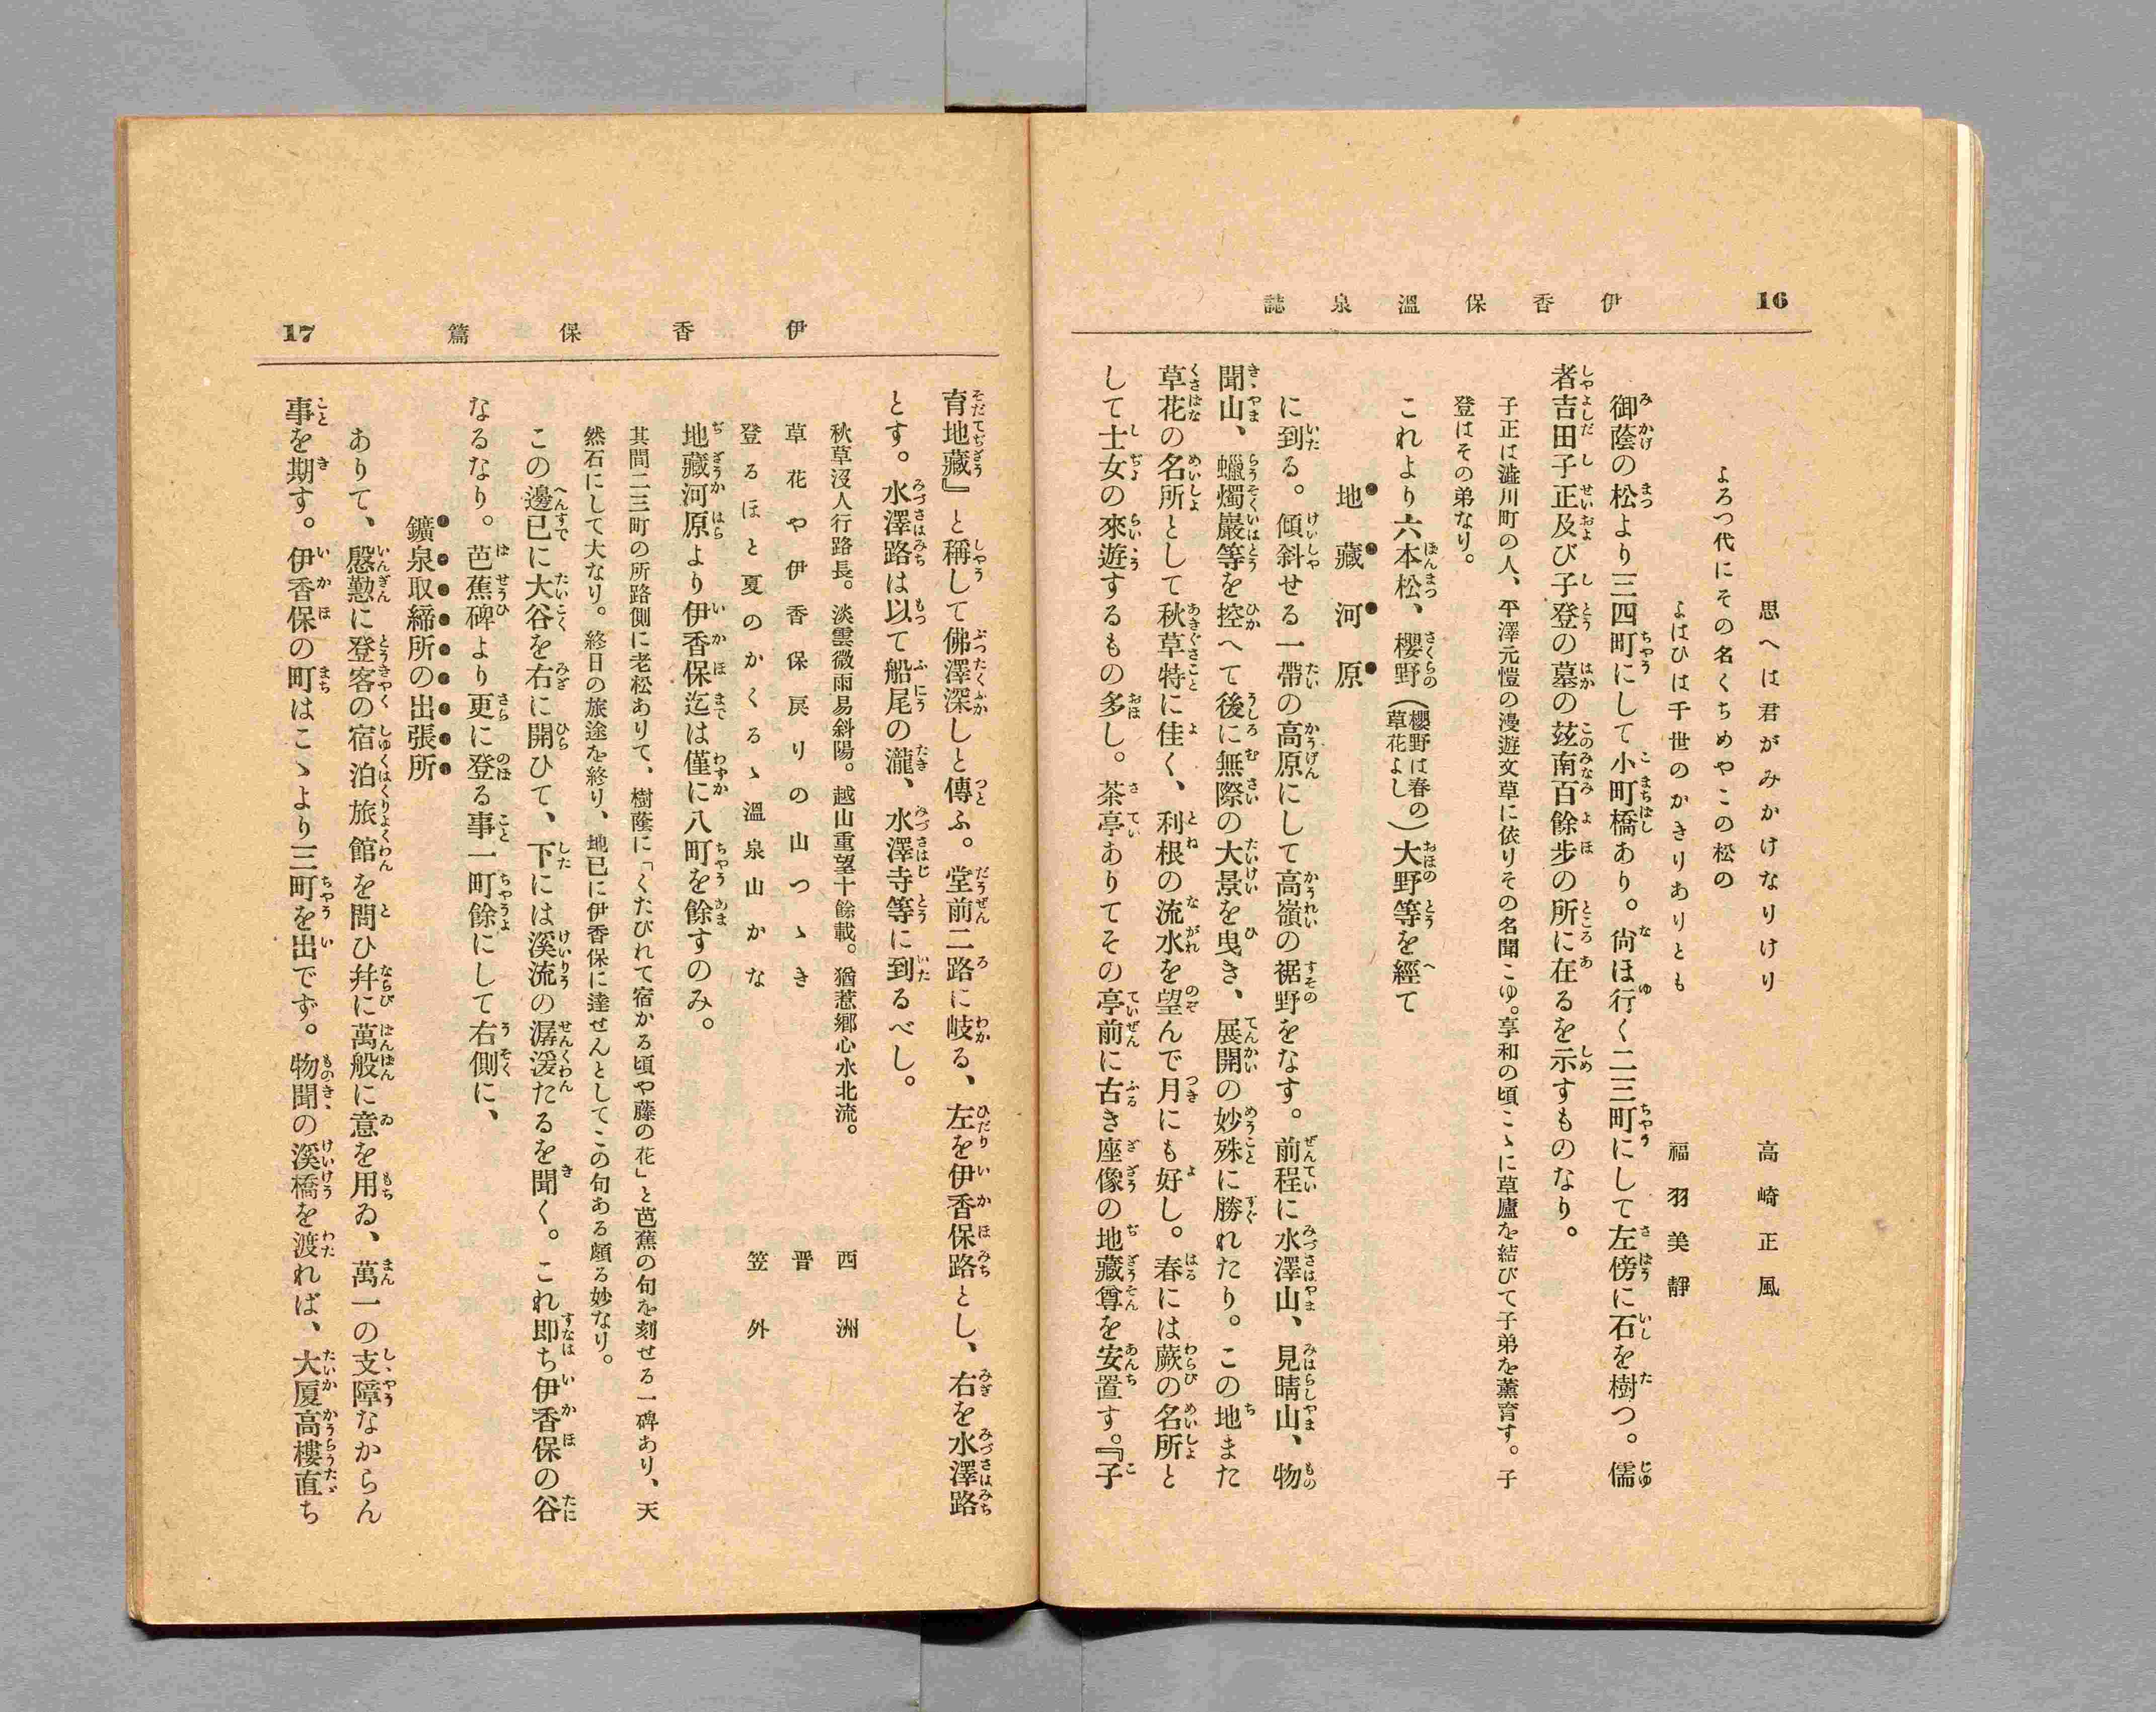 16
伊香保溫泉誌
思へは君がみかけなりけり　高崎正風
よろつ代にその名くちめやこの松の
よはひは千世のかきりありとも　福羽美靜
御蔭の松より三四町にして小町橋あり。尙ほ行く二三町にして左傍に石を樹つ。儒
者吉田子正及び子登の墓の玆南百餘步の所に在るを示すものなり。
子正は澁川町の人、平澤元愷の漫遊文草に依りその名聞こゆ。享和の頃こゝに草廬を結びて子弟を薰育す。子
登はその弟なり。
これより六本松、櫻野（櫻野は春の草花よし。）大野等を經て
地藏河原
に到る。傾斜せる一帶の高原にして高嶺の裾野をなす。前程に水澤山、見晴山、物
聞山、蠟燭巖等を控へて後に無際の大景を曳き、展開の妙殊に勝れたり。この地また
草花の名所として秋草特に佳く、利根の流水を望んで月にも好し。春には蕨の名所と
して士女の來遊するもの多し。茶亭ありてその亭前に古き座像の地藏尊を安置す。『子
伊香保篇
17
育地藏』と稱して佛澤深しと傳ふ。堂前二路に岐る、左を伊香保路とし、右を水澤路
とす。水澤路は以て船尾の瀧、水澤寺等に到るべし。
秋草沒人行路長。淡雲微雨易斜陽。越山重望十餘載。猶惹鄕心水北流。　西洲
草花や伊香保戾りの山つゝき　晋
登るほと夏のかくるゝ溫泉山かな　笠外
地藏河原より伊香保迄は僅に八町を餘すのみ。
其間二三町の所路側に老松ありて、樹蔭に「くたびれて宿かる頃や藤の花」と芭蕉の句を刻せる一碑あり、天
然石にして大なり。終日の旅途を終り、地已に伊香保に達せんとしてこの句ある頗る妙なり。
この邊已に大谷を右に開ひて、下には溪流の潺湲たるを聞く。これ卽ち伊香保の谷
なるなり。芭蕉碑より更に登る事一町餘にして右側に、
鑛泉取締所の出張所
ありて、慇懃に登客の宿泊旅館を問ひ幷に萬般に意を用ゐ、萬一の支障なからん
事を期す。伊香保の町はこゝより三町を出でず。物聞の溪橋を渡れば、大厦高樓直ち